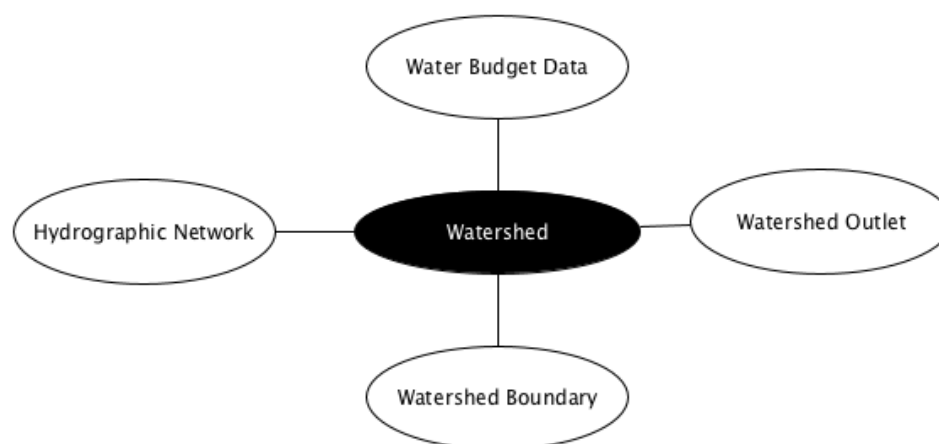 Water Budget Data
Watershed Outlet
Hydrographic Network
Watershed
Watershed Boundary